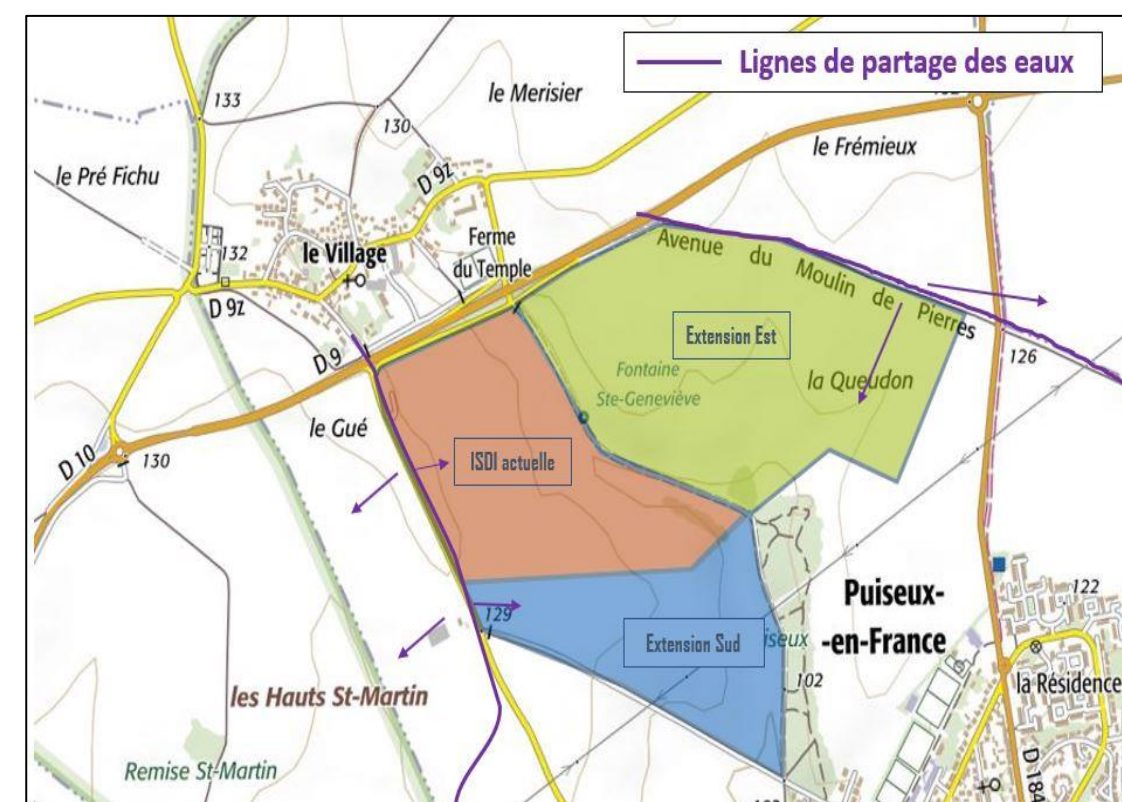 Lignes de partage des eaux
133
le Merisier
130
le Frémieux
le Pré Fichu
D 9z
132
le Village
Ferme
du Temple
Avenue du Moulin de Pierres
D 9z
D 9
Extension Est
126
Fontaine
Ste-Geneviève
la Queudon
le Gué
D 10
130
ISDI actuelle
Puiseux-
-en-France
122
129
Extension Sud
iseux
la Résidence
102
les Hauts St-Martin
Remise St-Martin
D 184